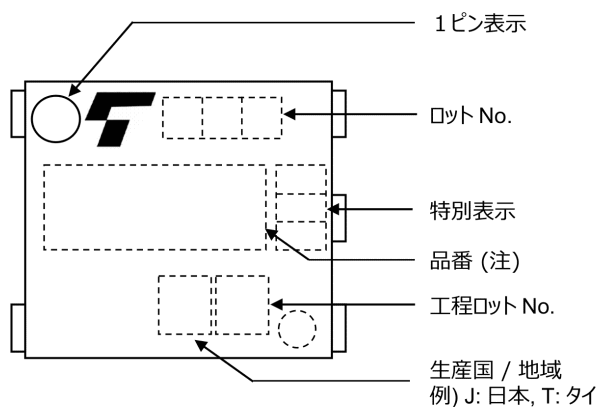 １ピン表示
ロット No.
特別表示
品番 (注)
工程ロット No.
生産国 / 地域
例) J: 日本, T: タイ